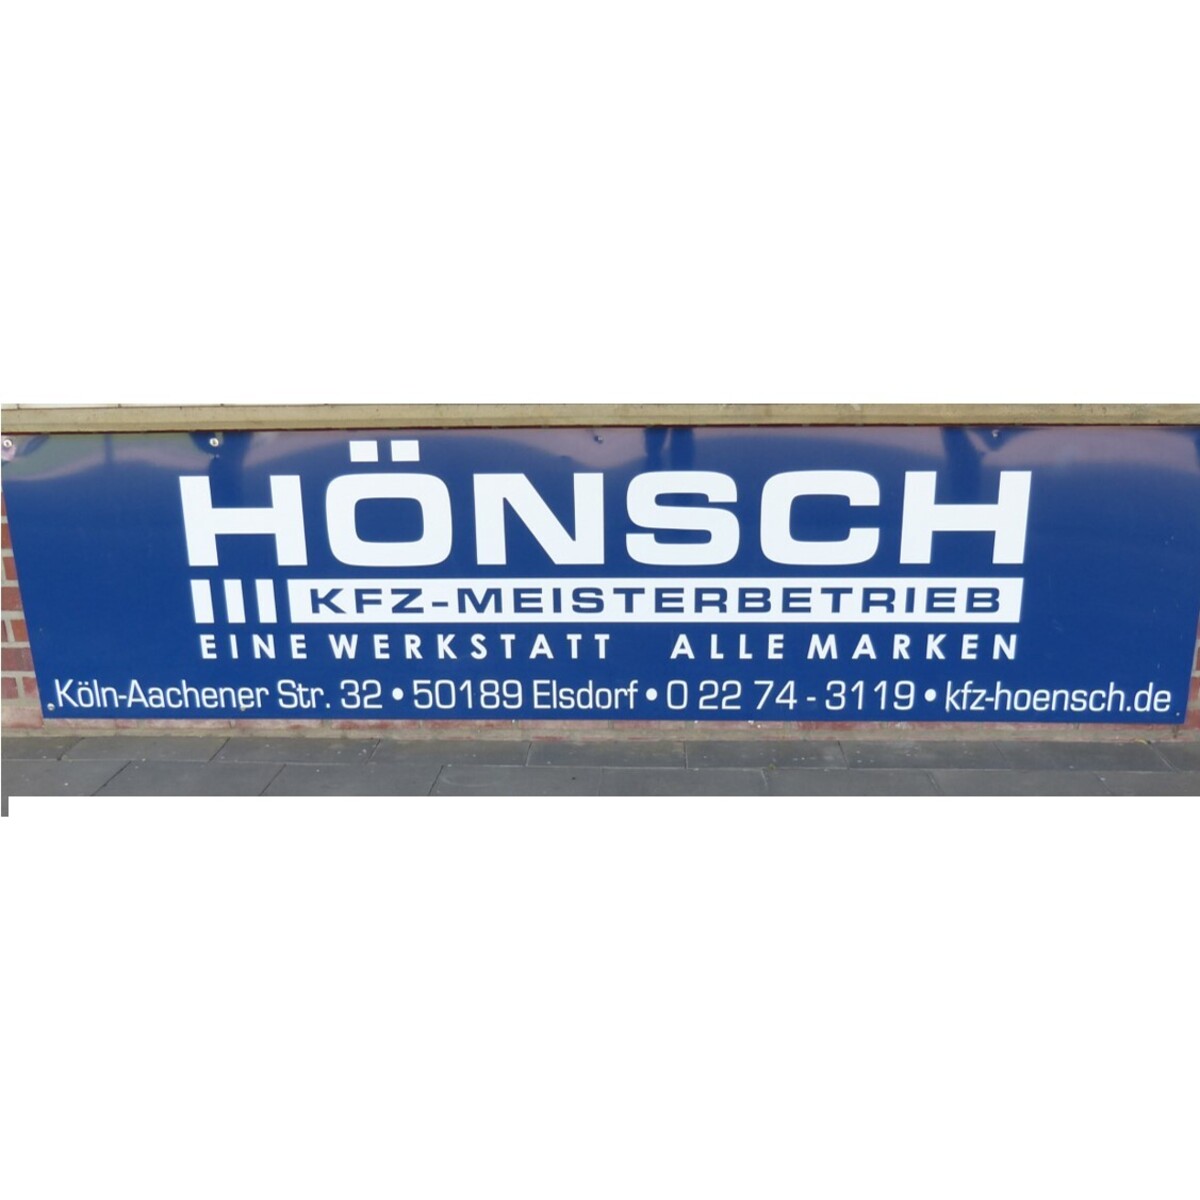 HÖNSCH
KFZ-MEISTERBETRIEB
EINE WERKSTATT ALLE MARKEN
Köln-Aachener Str. 32 • 50189 Elsdorf • 0 22 74 - 3119 • kfz-hoensch.de